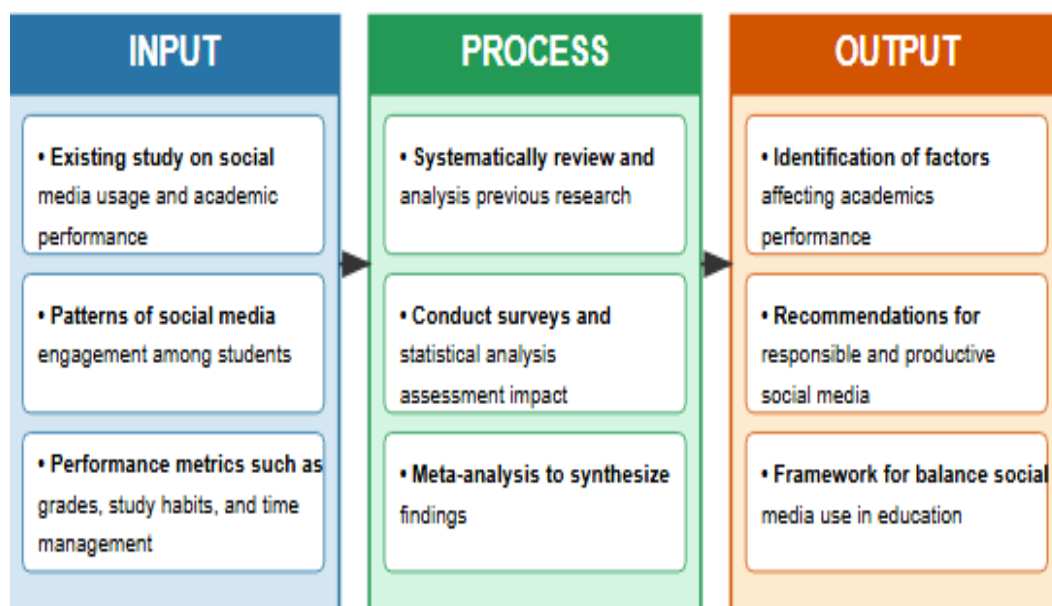 INPUT
• Existing study on social
media usage and academic
performance
• Patterns of social media
engagement among students
• Performance metrics such as
grades, study habits, and time
management
PROCESS
• Systematically review and
analysis previous research
• Conduct surveys and
statistical analysis
assessment impact
• Meta-analysis to synthesize
findings
OUTPUT
• Identification of factors
affecting academics
performance
• Recommendations for
responsible and productive
social media
• Framework for balance social
media use in education